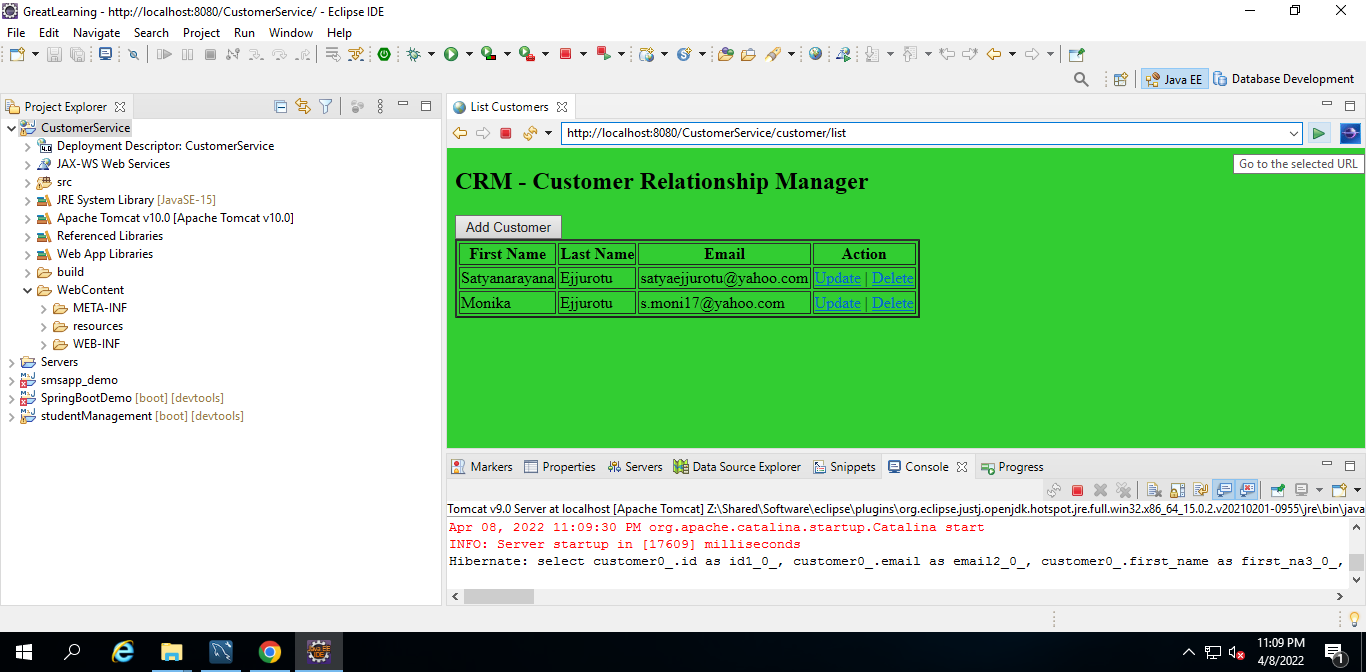 GreatLearning - http://localhost:8080/CustomerService/ - Eclipse IDE
File Edit Navigate Search Project Run Window Help
Java EE Database Development
Project Explorer
CustomerService
Deployment Descriptor: CustomerService
JAX-WS Web Services
src
JRE System Library [JavaSE-15]
Apache Tomcat v10.0 [Apache Tomcat v10.0]
Referenced Libraries
Web App Libraries
build
WebContent
META-INF
resources
WEB-INF
Servers
smsapp_demo
SpringBootDemo [boot] [devtools]
studentManagement [boot] [devtools]
List Customers
http://localhost:8080/CustomerService/customer/list
Go to the selected URL
CRM - Customer Relationship Manager
Add Customer
First Name Last Name Email Action
Satyanarayana Ejjurotu satyaejjurotu@yahoo.com Update | Delete
Monika Ejjurotu s.moni17@yahoo.com Update | Delete
Markers Properties Servers Data Source Explorer Snippets Console Progress
Tomcat v9.0 Server at localhost [Apache Tomcat] Z:\Shared\Software\eclipse\plugins\org.eclipse.justj.openjdk.hotspot.jre.full.win32.x86_64_15.0.2.v20210201-0955\jre\bin\java
Apr 08, 2022 11:09:30 PM org.apache.catalina.startup.Catalina start
INFO: Server startup in [17609] milliseconds
Hibernate: select customer0_.id as id1_0_, customer0_.email as email2_0_, customer0_.first_name as first_na3_0_,
11:09 PM
4/8/2022
1